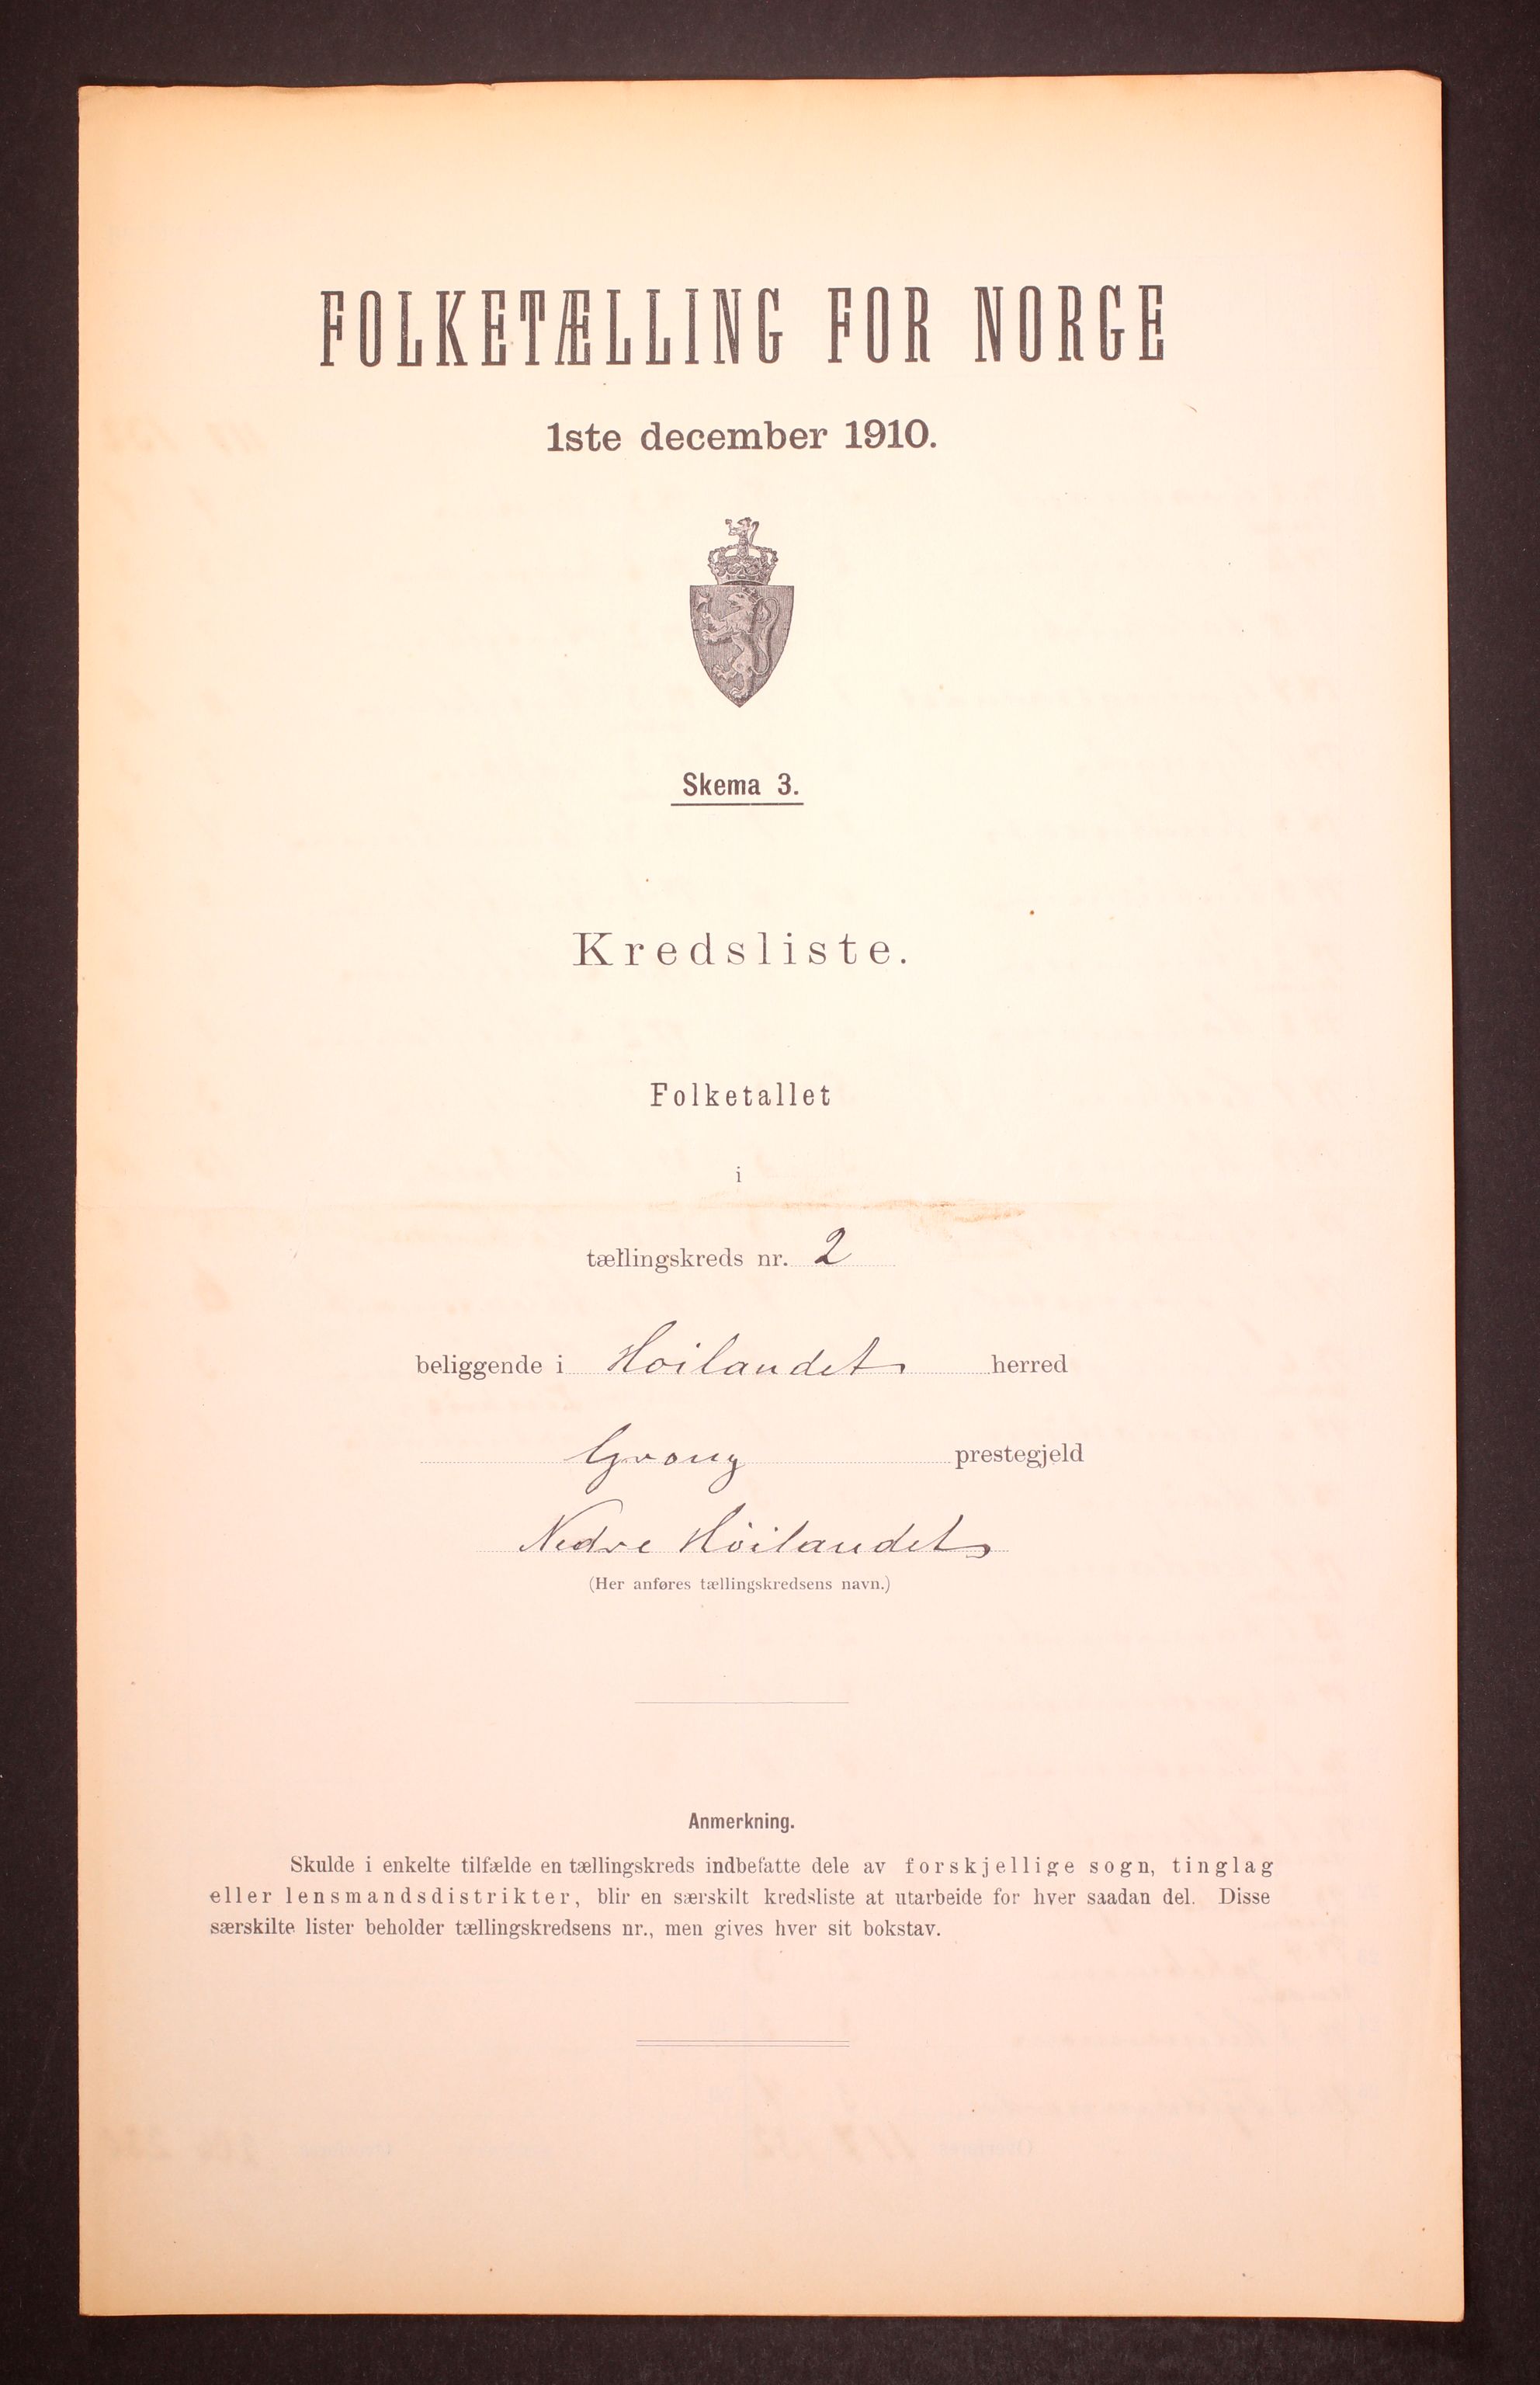 FOLKETÆLLING FOR NORGE
1ste december 1910.
Skema 3.
Kredsliste.
Folketallet
i
tællingskreds nr. 2
beliggende i Høilandet herred
Grong prestegjeld
Nedre Høilandet
(Her anføres tællingskredsens navn.)
Anmerkning.
Skulde i enkelte tilfælde en tællingskreds indbefatte dele av forskjellige sogn, tinglag
eller lensmandsdistrikter, blir en særskilt kredsliste at utarbeide for hver saadan del. Disse
særskilte lister beholder tællingskredsens nr., men gives hver sit bokstav.